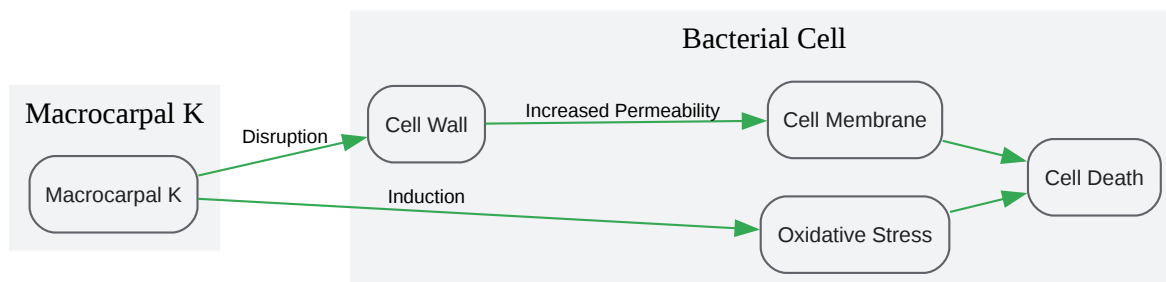 Bacterial Cell
Macrocarpal K
Macrocarpal K
Disruption
Induction
Cell Wall
Increased Permeability
Cell Membrane
Oxidative Stress
Cell Death